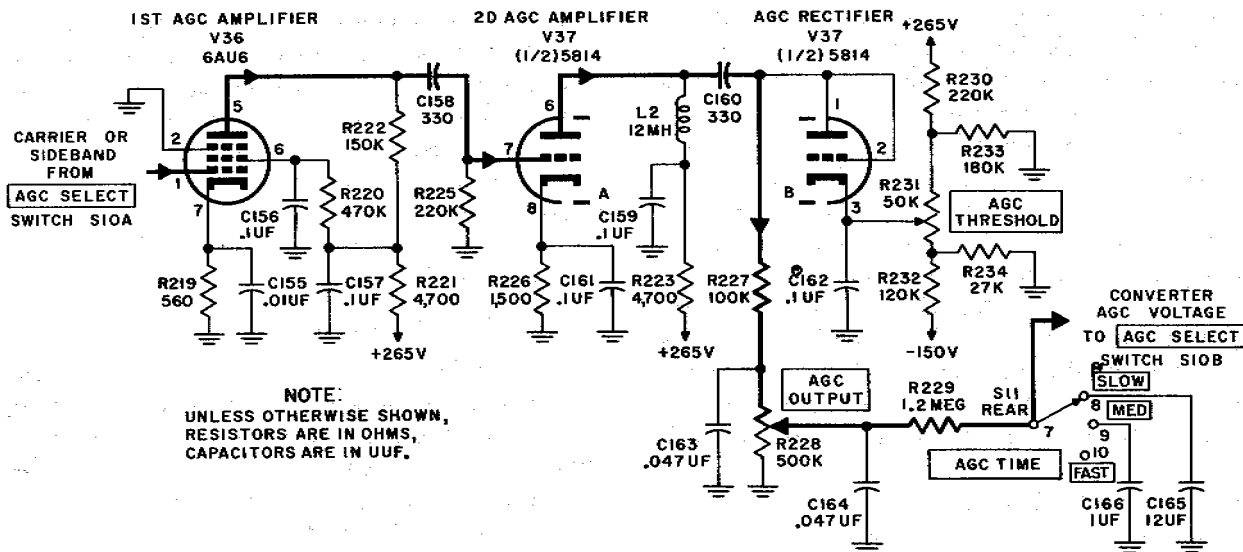 1ST AGC AMPLIFIER
V36
6AU6
2D AGC AMPLIFIER
V37
(1/2) 5814
AGC RECTIFIER
V37
(1/2) 5814
+265V
R230
220K
R233
180K
R231
50K
AGC
THRESHOLD
R234
27K
R232
120K
-150V
CARRIER OR
SIDEBAND
FROM
AGC SELECT
SWITCH S10A
5
2
6
1
7
C156
.1UF
R220
470K
R222
150K
C158
330
R225
220K
R219
560
C155
.01UF
C157
.1UF
R221
4,700
+265V
6
7
8
A
L2
12MH
C159
.1UF
C160
330
R226
1,500
C161
.1UF
R223
4,700
+265V
R227
100K
1
2
B
3
C162
.1UF
CONVERTER
AGC VOLTAGE
TO AGC SELECT
SWITCH S10B
NOTE:
UNLESS OTHERWISE SHOWN,
RESISTORS ARE IN OHMS,
CAPACITORS ARE IN UUF.
AGC
OUTPUT
C163
.047UF
R228
500K
C164
.047UF
R229
1.2 MEG
S11
REAR
7
SLOW
8
MED
9
10
FAST
AGC TIME
C166
1UF
C165
12UF